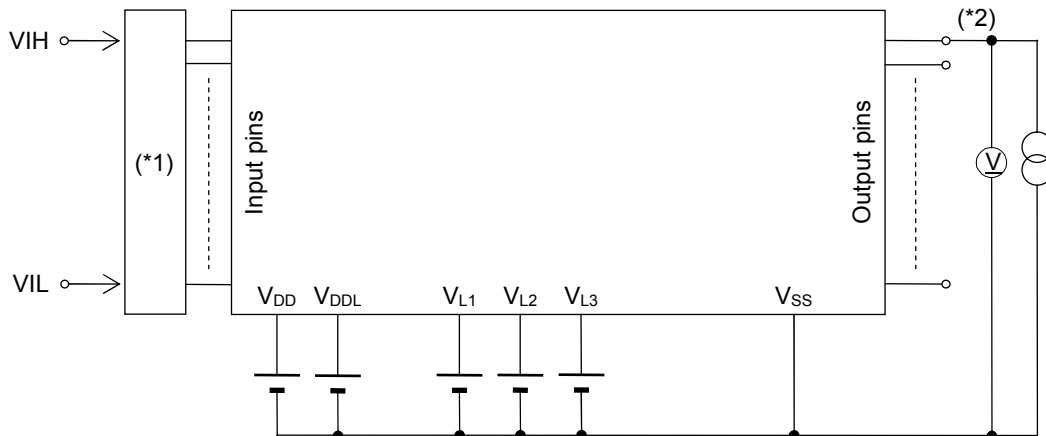 (*2)
VIH
(*1)
Input pins
Output pins
V
VIL
VDD
VDDL
VL1
VL2
VL3
VSS